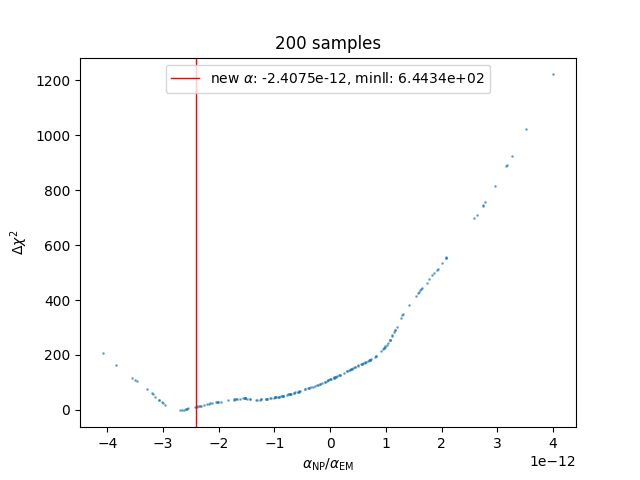 200 samples
new α: -2.4075e-12, minll: 6.4434e+02
1200
1000
800
600
400
200
0
Δχ²
−4 −3 −2 −1 0 1 2 3 4
1e−12
α_NP/α_EM